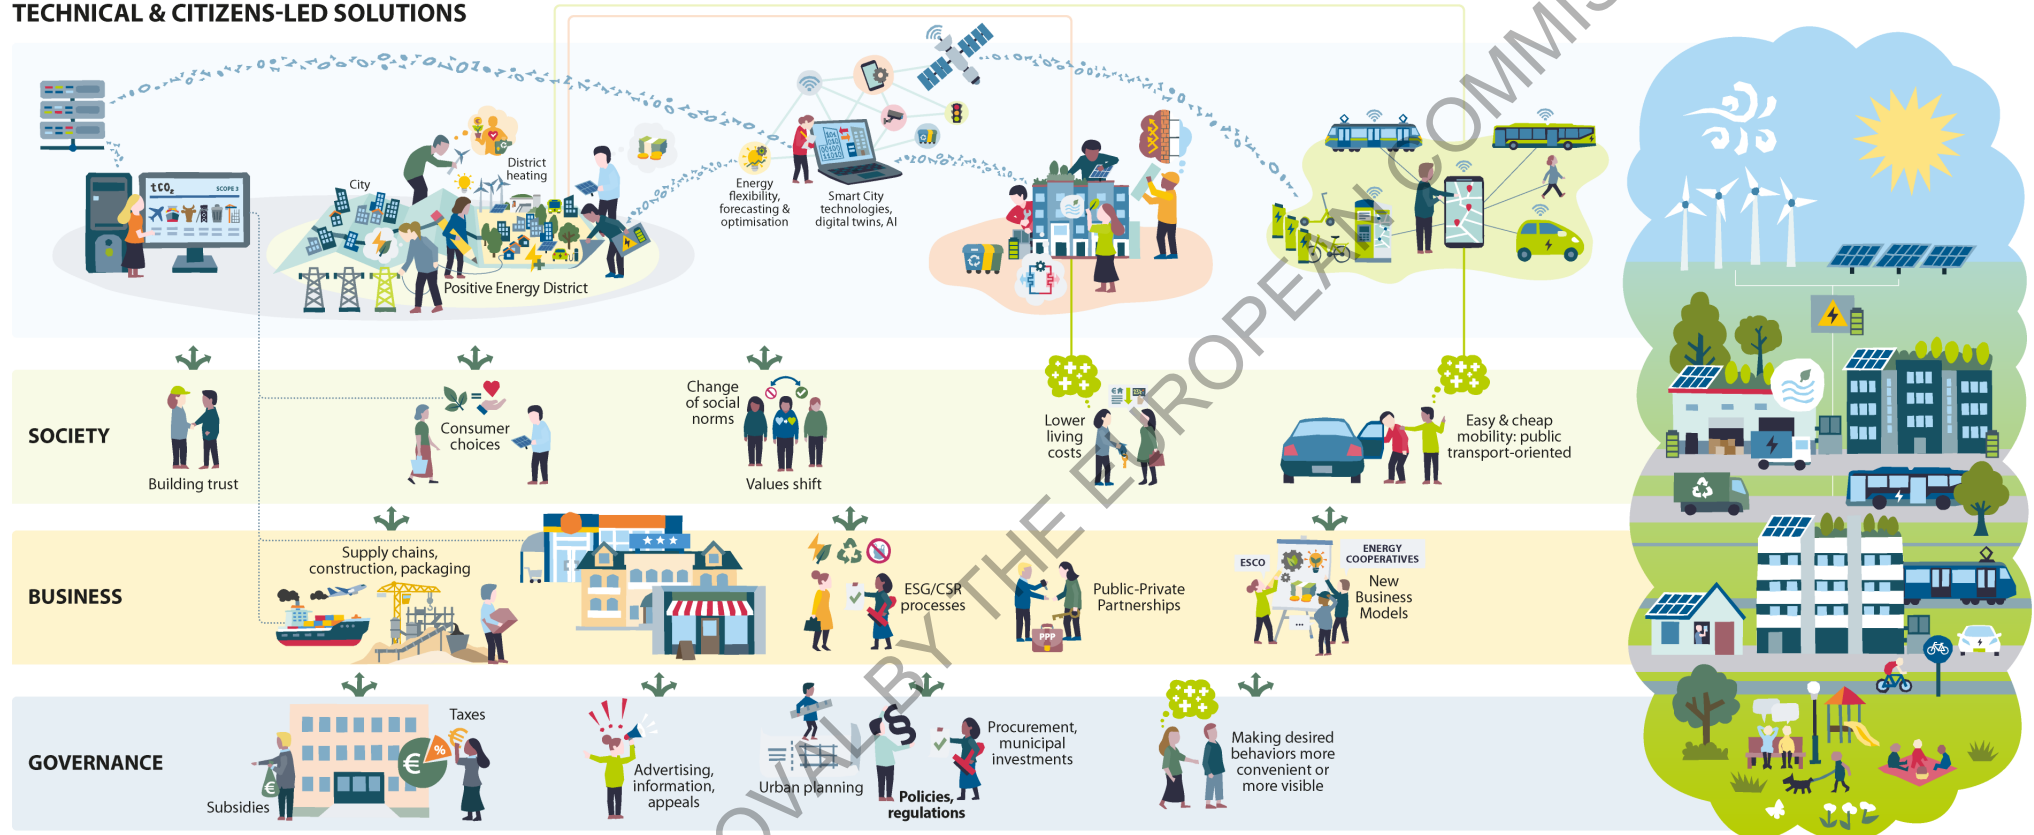 TECHNICAL & CITIZENS-LED SOLUTIONS
tCO₂
SCOPE 3
City
District
heating
Positive Energy District
Energy
flexibility,
forecasting &
optimisation
Smart City
technologies,
digital twins, AI
SOCIETY
Building trust
Consumer
choices
Change
of social
norms
Values shift
Lower
living
costs
Easy & cheap
mobility: public
transport-oriented
BUSINESS
Supply chains,
construction, packaging
ESG/CSR
processes
PPP
Public-Private
Partnerships
ESCO
ENERGY
COOPERATIVES
New
Business
Models
GOVERNANCE
Subsidies
€
€
%
€
Taxes
Advertising,
information,
appeals
Urban planning
§
Policies,
regulations
Procurement,
municipal
investments
Making desired
behaviors more
convenient or
more visible
OVAL BY THE EUROPEAN COMMIS